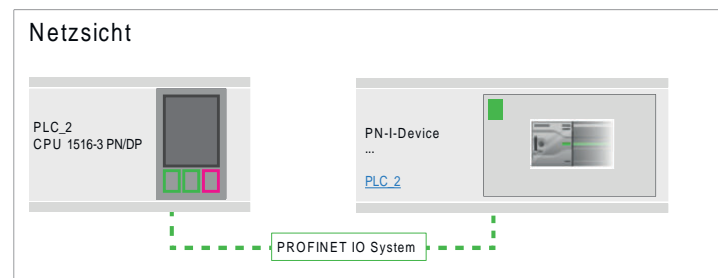 Netzsicht
PLC_2
CPU 1516-3 PN/DP
PN-I-Device
...
PLC_2
PROFINET IO System